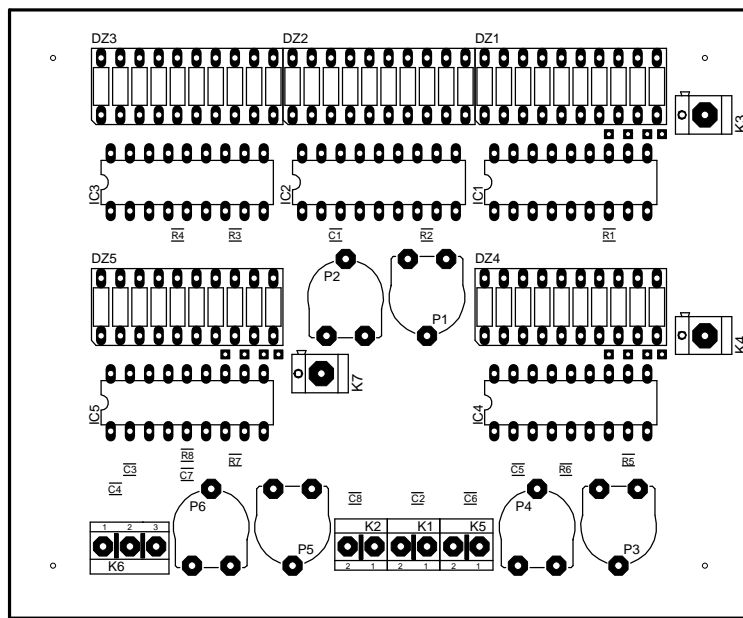 DZ3 DZ2 DZ1
K3
IC3 IC2 IC1
R4 R3 C1 R2 R1
DZ5 DZ4
P2 P1
K4
K7
IC5 IC4
R8 R7 R5
C3 C7 C5 R6
C4
C8 C2 C6
P6 P4
1 2 3 K2 K1 K5
P5 P3
K6 2 1 2 1 2 1